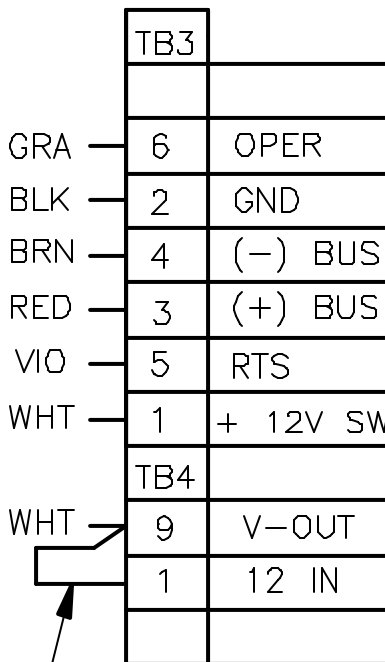 TB3
GRA 6 OPER
BLK 2 GND
BRN 4 (-) BUS
RED 3 (+) BUS
VIO 5 RTS
WHT 1 + 12V SW
TB4
WHT 9 V-OUT
1 12 IN